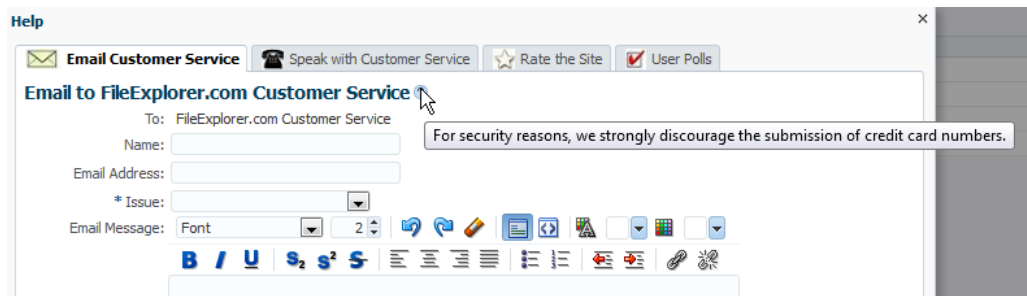 Help
Email Customer Service Speak with Customer Service Rate the Site User Polls
Email to FileExplorer.com Customer Service
To: FileExplorer.com Customer Service
For security reasons, we strongly discourage the submission of credit card numbers.
Name:
Email Address:
* Issue:
Email Message: Font 2
B I U S₂ S² S